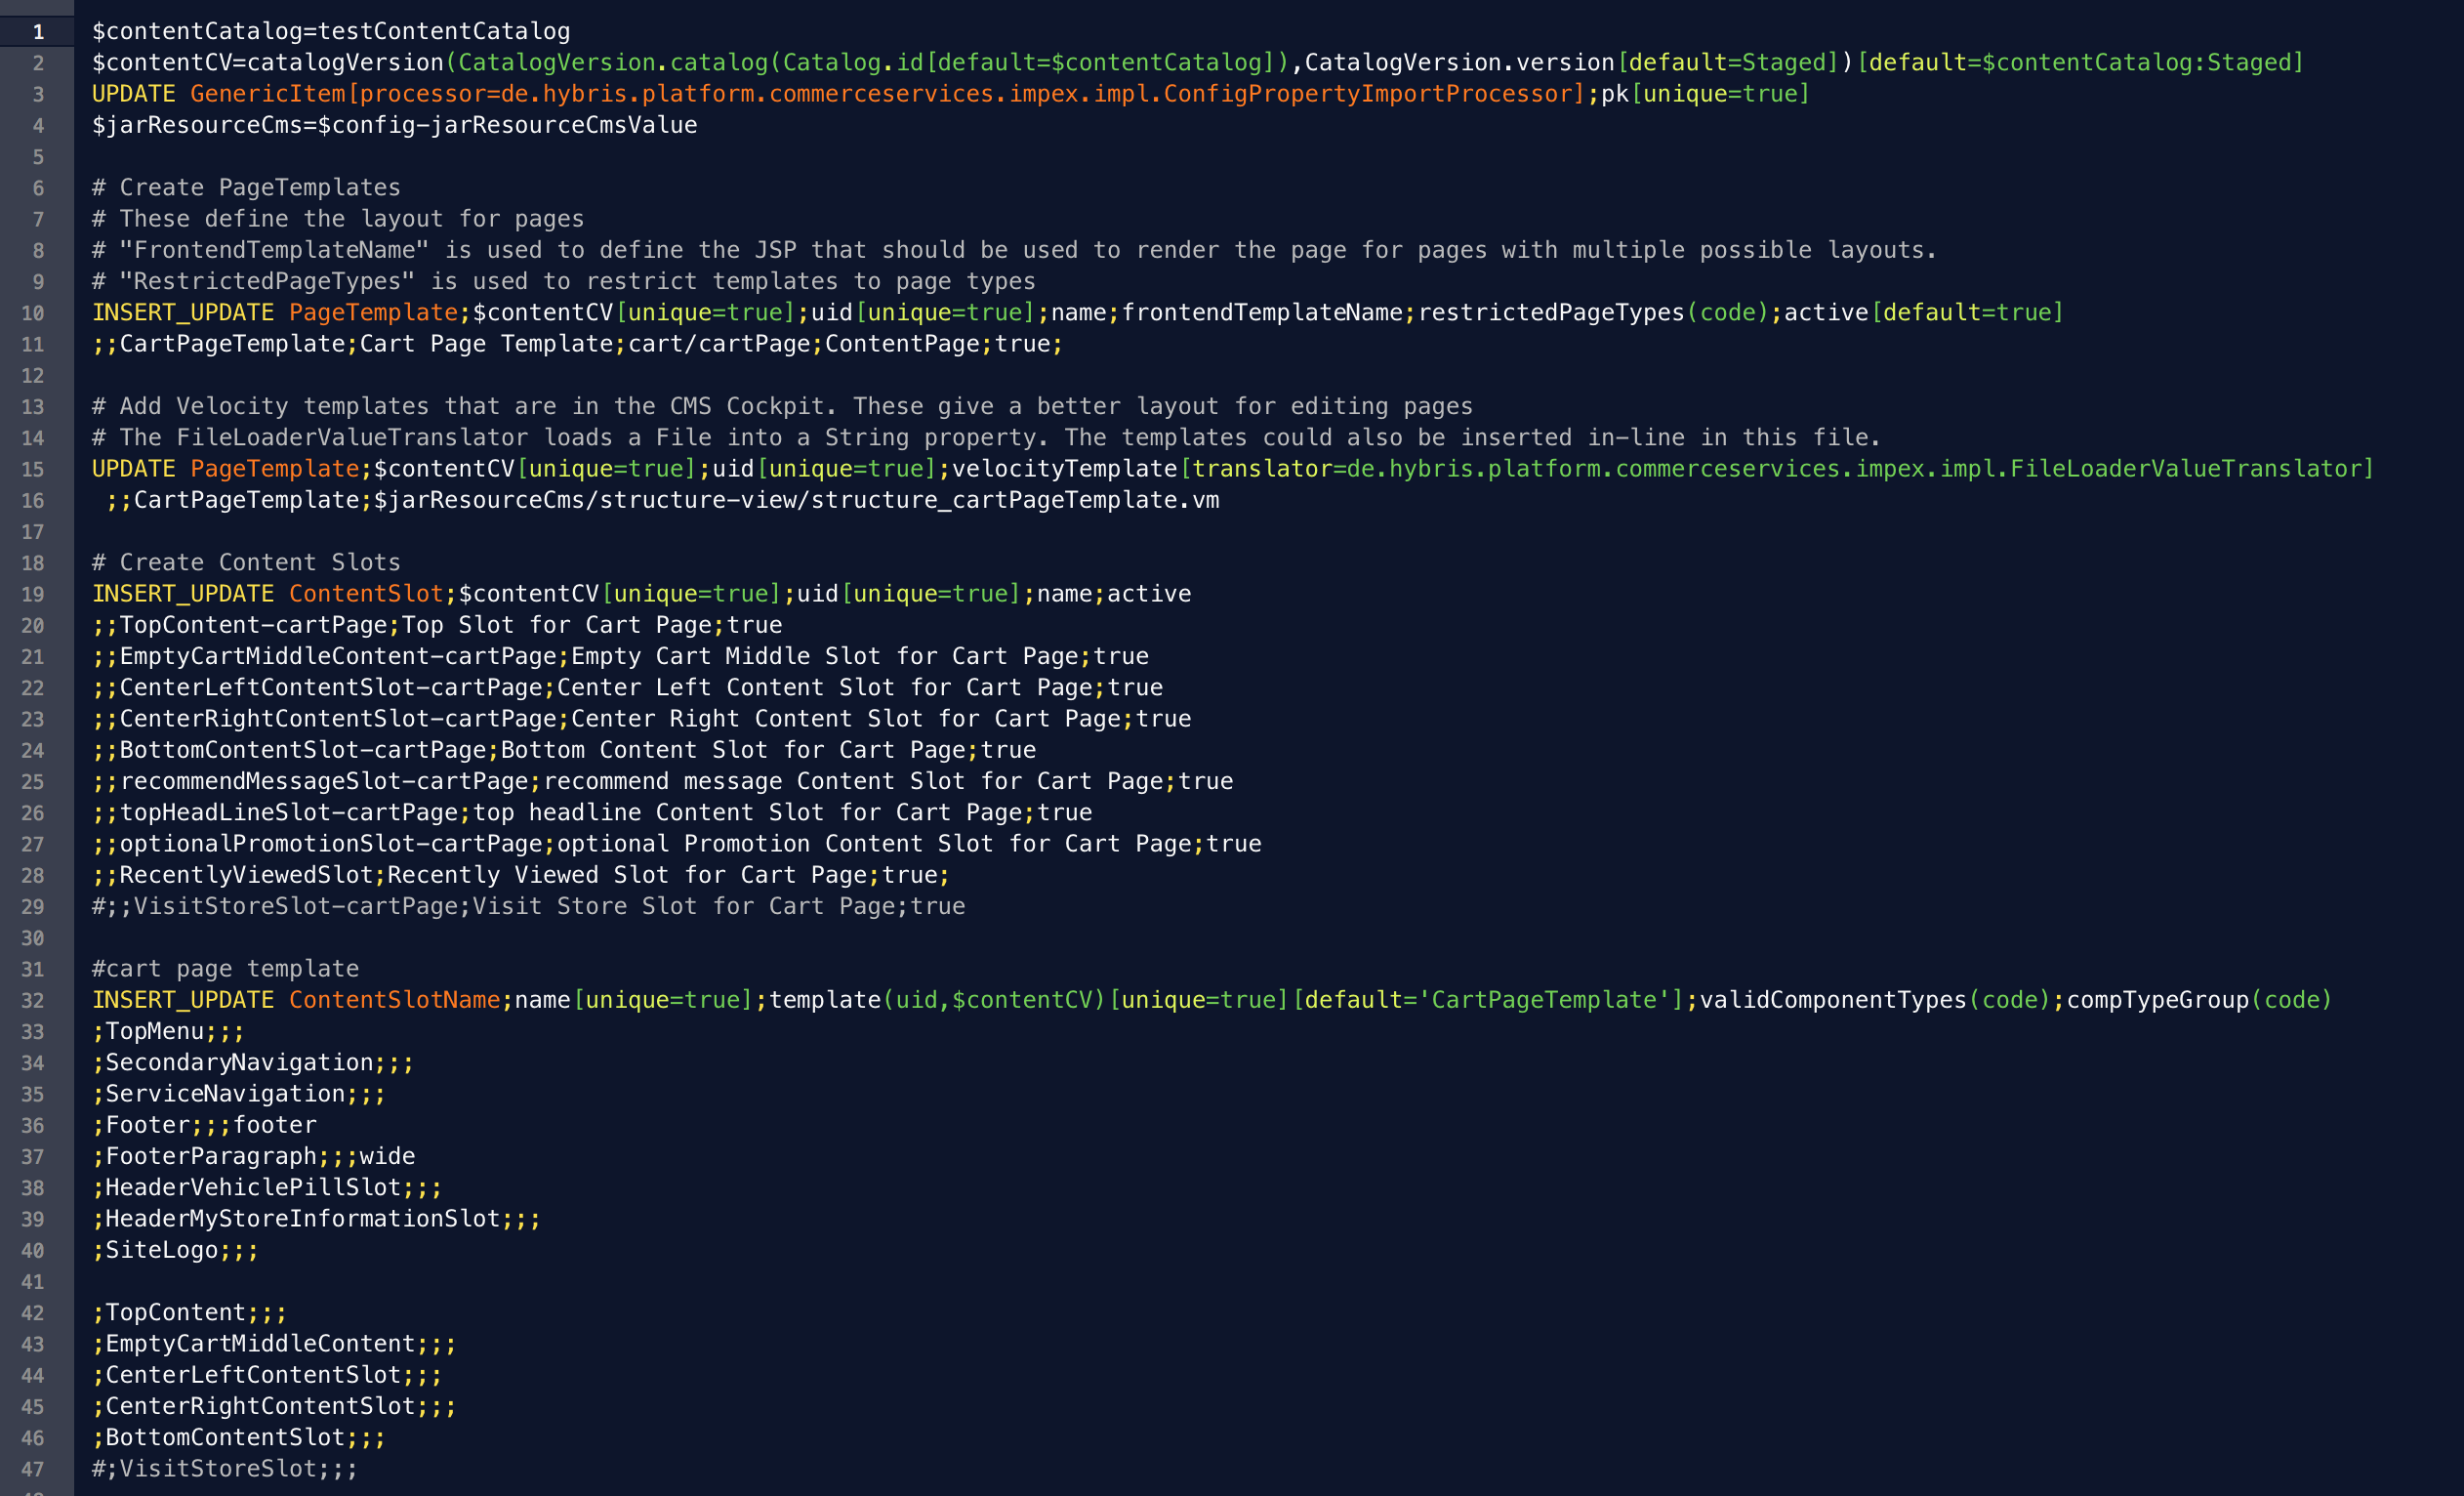 1 $contentCatalog=testContentCatalog
2 $contentCV=catalogVersion(CatalogVersion.catalog(Catalog.id[default=$contentCatalog]),CatalogVersion.version[default=Staged])[default=$contentCatalog:Staged]
3 UPDATE GenericItem[processor=de.hybris.platform.commerceservices.impex.impl.ConfigPropertyImportProcessor];pk[unique=true]
4 $jarResourceCms=$config-jarResourceCmsValue
5
6 # Create PageTemplates
7 # These define the layout for pages
8 # "FrontendTemplateName" is used to define the JSP that should be used to render the page for pages with multiple possible layouts.
9 # "RestrictedPageTypes" is used to restrict templates to page types
10 INSERT_UPDATE PageTemplate;$contentCV[unique=true];uid[unique=true];name;frontendTemplateName;restrictedPageTypes(code);active[default=true]
11 ;;CartPageTemplate;Cart Page Template;cart/cartPage;ContentPage;true;
12
13 # Add Velocity templates that are in the CMS Cockpit. These give a better layout for editing pages
14 # The FileLoaderValueTranslator loads a File into a String property. The templates could also be inserted in-line in this file.
15 UPDATE PageTemplate;$contentCV[unique=true];uid[unique=true];velocityTemplate[translator=de.hybris.platform.commerceservices.impex.impl.FileLoaderValueTranslator]
16 ;;CartPageTemplate;$jarResourceCms/structure-view/structure_cartPageTemplate.vm
17
18 # Create Content Slots
19 INSERT_UPDATE ContentSlot;$contentCV[unique=true];uid[unique=true];name;active
20 ;;TopContent-cartPage;Top Slot for Cart Page;true
21 ;;EmptyCartMiddleContent-cartPage;Empty Cart Middle Slot for Cart Page;true
22 ;;CenterLeftContentSlot-cartPage;Center Left Content Slot for Cart Page;true
23 ;;CenterRightContentSlot-cartPage;Center Right Content Slot for Cart Page;true
24 ;;BottomContentSlot-cartPage;Bottom Content Slot for Cart Page;true
25 ;;recommendMessageSlot-cartPage;recommend message Content Slot for Cart Page;true
26 ;;topHeadLineSlot-cartPage;top headline Content Slot for Cart Page;true
27 ;;optionalPromotionSlot-cartPage;optional Promotion Content Slot for Cart Page;true
28 ;;RecentlyViewedSlot;Recently Viewed Slot for Cart Page;true;
29 #;;VisitStoreSlot-cartPage;Visit Store Slot for Cart Page;true
30
31 #cart page template
32 INSERT_UPDATE ContentSlotName;name[unique=true];template(uid,$contentCV)[unique=true][default='CartPageTemplate'];validComponentTypes(code);compTypeGroup(code)
33 ;TopMenu;;;
34 ;SecondaryNavigation;;;
35 ;ServiceNavigation;;;
36 ;Footer;;;footer
37 ;FooterParagraph;;;wide
38 ;HeaderVehiclePillSlot;;;
39 ;HeaderMyStoreInformationSlot;;;
40 ;SiteLogo;;;
41
42 ;TopContent;;;
43 ;EmptyCartMiddleContent;;;
44 ;CenterLeftContentSlot;;;
45 ;CenterRightContentSlot;;;
46 ;BottomContentSlot;;;
47 #;VisitStoreSlot;;;